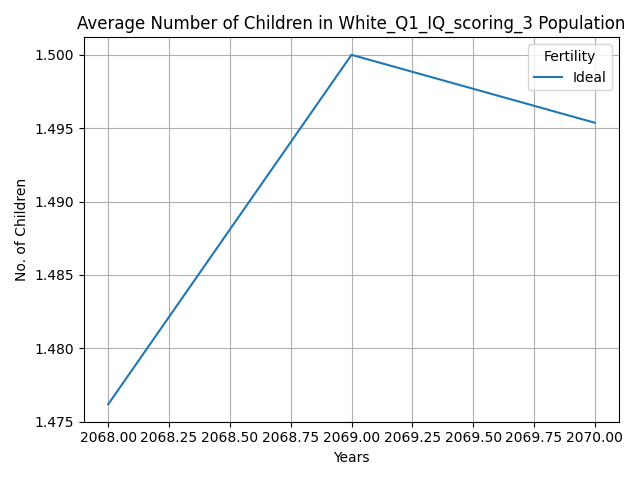 Average Number of Children in White_Q1_IQ_scoring_3 Population
Fertility
Ideal
No. of Children
1.500
1.495
1.490
1.485
1.480
1.475
2068.00 2068.25 2068.50 2068.75 2069.00 2069.25 2069.50 2069.75 2070.00
Years